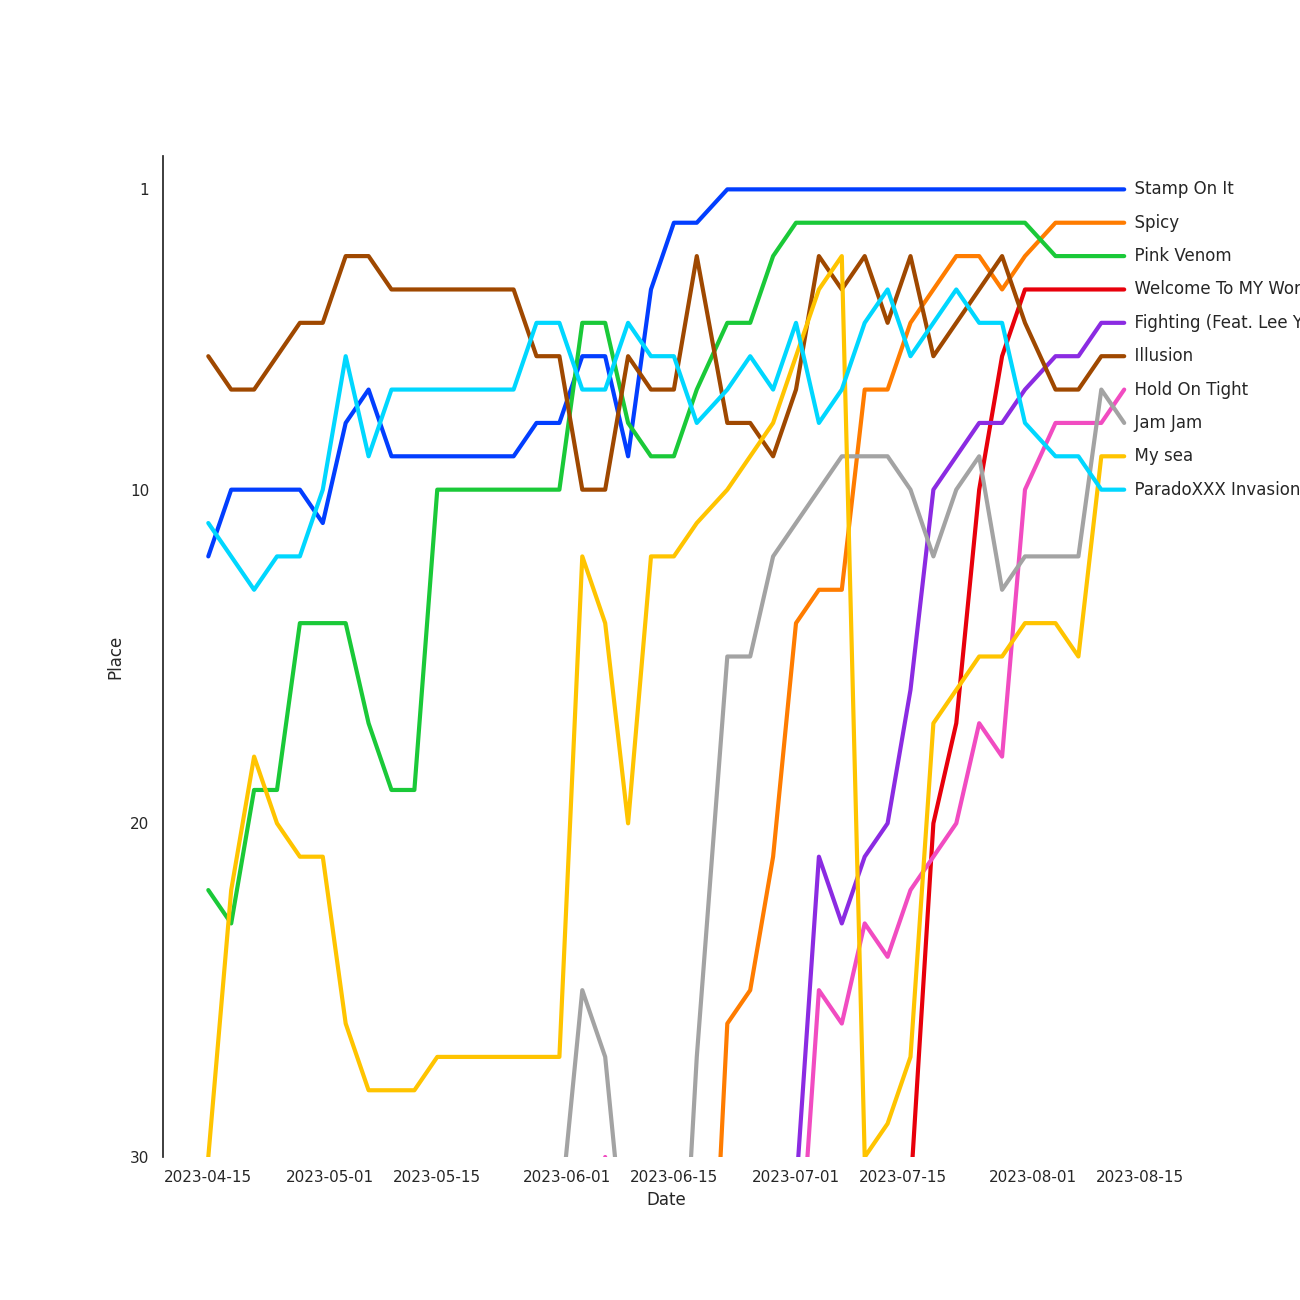 1
Stamp On It
Spicy
Pink Venom
Welcome To MY Wor
Fighting (Feat. Lee Y
Illusion
Hold On Tight
Jam Jam
My sea
10
ParadoXXX Invasion
Place
20
30
2023-04-15 2023-05-01 2023-05-15 2023-06-01 2023-06-15 2023-07-01 2023-07-15 2023-08-01 2023-08-15
Date